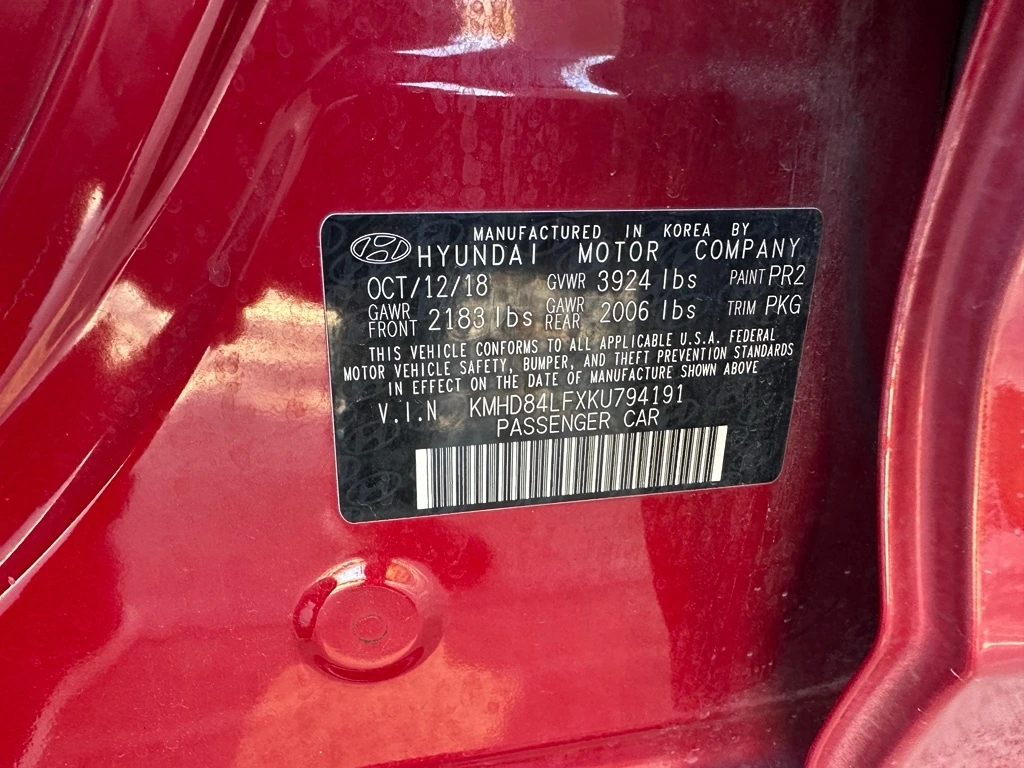 MANUFACTURED IN KOREA BY
HYUNDAI MOTOR COMPANY
OCT/12/18 GVWR 3924 lbs PAINT PR2
GAWR FRONT 2183 lbs GAWR REAR 2006 lbs TRIM PKG
THIS VEHICLE CONFORMS TO ALL APPLICABLE U.S.A. FEDERAL
MOTOR VEHICLE SAFETY, BUMPER, AND THEFT PREVENTION STANDARDS
IN EFFECT ON THE DATE OF MANUFACTURE SHOWN ABOVE
V.I.N KMHD84LFXKU794191
PASSENGER CAR